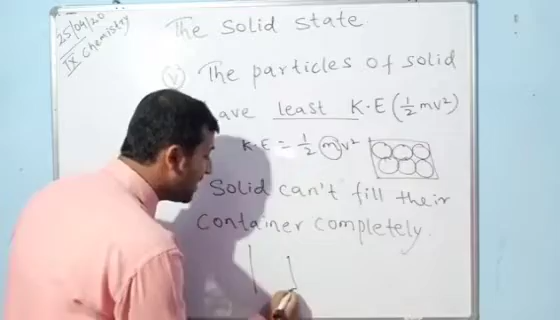 25/04/20
IX Chemistry
The Solid State
(v) The particles of solid
have least K.E (½mv²)
K.E = ½ mv²
Solid can't fill their
Container completely.